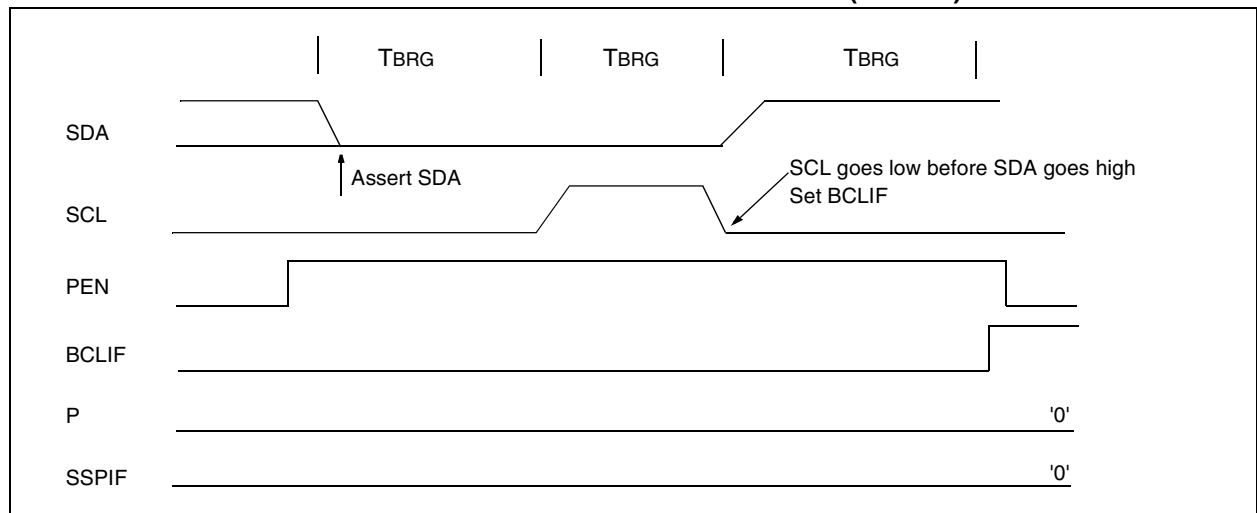 TBRG TBRG TBRG
SDA
Assert SDA
SCL goes low before SDA goes high
Set BCLIF
SCL
PEN
BCLIF
P '0'
SSPIF '0'